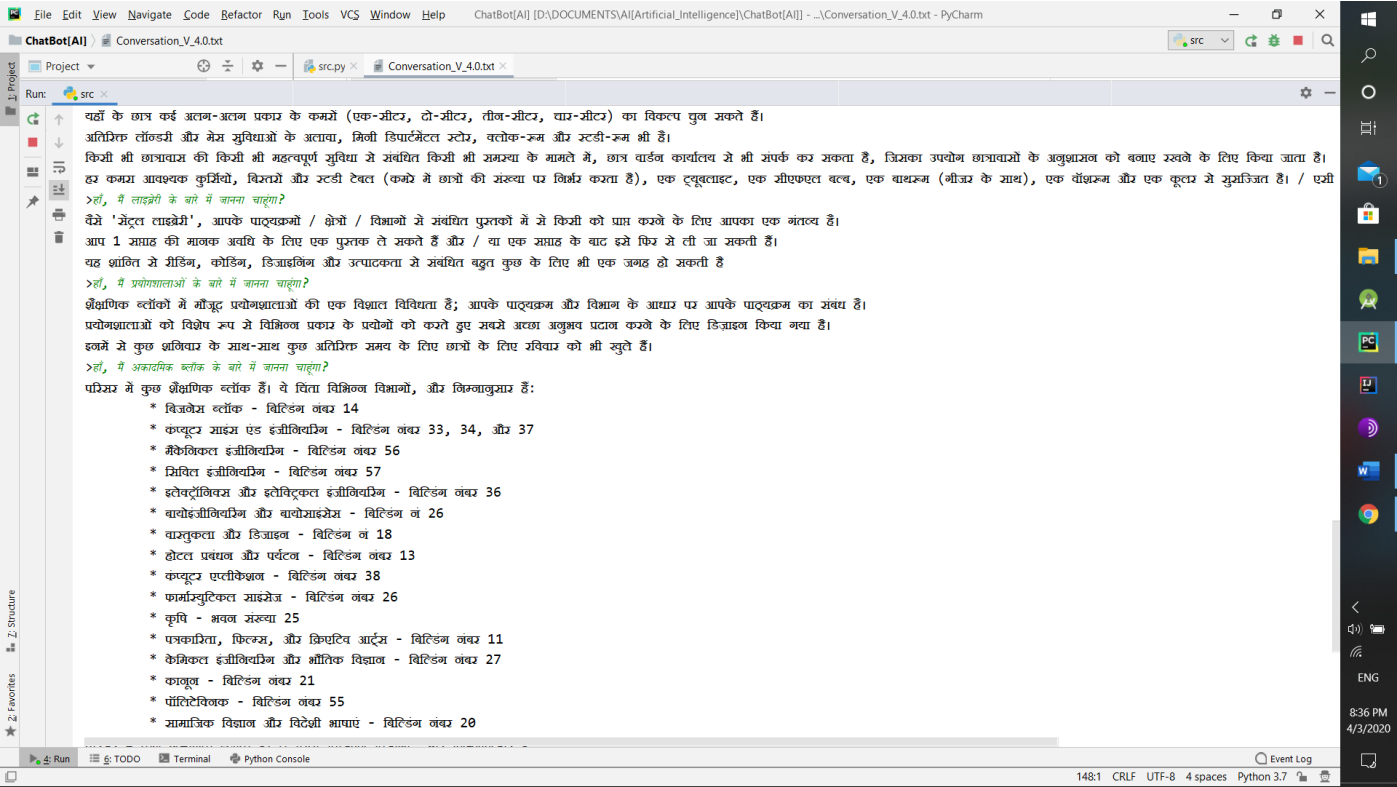 File Edit View Navigate Code Refactor Run Tools VCS Window Help ChatBot[AI] [D:\DOCUMENTS\AI[Artificial_Intelligence]\ChatBot[AI]] - ...\Conversation_V_4.0.txt - PyCharm
ChatBot[AI] Conversation_V_4.0.txt src
1: Project
Project src.py Conversation_V_4.0.txt
Run: src
यहाँ के छात्र कई अलग-अलग प्रकार के कमरों (एक-सीटर, दो-सीटर, तीन-सीटर, चार-सीटर) का विकल्प चुन सकते हैं।
अतिरिक्त लॉन्डरी और मेस सुविधाओं के अलावा, मिनी डिपार्टमेंटल स्टोर, क्लोक-रूम और स्टडी-रूम भी हैं।
किसी भी छात्रावास की किसी भी महत्वपूर्ण सुविधा से संबंधित किसी भी समस्या के मामले में, छात्र वार्डन कार्यालय से भी संपर्क कर सकता है, जिसका उपयोग छात्रावासों के अनुशासन को बनाए रखने के लिए किया जाता है।
हर कमरा आवश्यक कुर्सियों, बिस्तरों और स्टडी टेबल (कमरे में छात्रों की संख्या पर निर्भर करता है), एक ट्यूबलाइट, एक सीएफएल बल्ब, एक बाथरूम (गीजर के साथ), एक वॉशरूम और एक कूलर से सुसज्जित है। / एसी
>हाँ, मैं लाइब्रेरी के बारे में जानना चाहूंगा?
वैसे 'सेंट्रल लाइब्रेरी', आपके पाठ्यक्रमों / क्षेत्रों / विभागों से संबंधित पुस्तकों में से किसी को प्राप्त करने के लिए आपका एक गंतव्य है।
आप 1 सप्ताह की मानक अवधि के लिए एक पुस्तक ले सकते हैं और / या एक सप्ताह के बाद इसे फिर से ली जा सकती हैं।
यह शांति से रीडिंग, कोडिंग, डिजाइनिंग और उत्पादकता से संबंधित बहुत कुछ के लिए भी एक जगह हो सकती है
>हाँ, मैं प्रयोगशालाओं के बारे में जानना चाहूंगा?
शैक्षणिक ब्लॉकों में मौजूद प्रयोगशालाओं की एक विशाल विविधता है; आपके पाठ्यक्रम और विभाग के आधार पर आपके पाठ्यक्रम का संबंध है।
प्रयोगशालाओं को विशेष रूप से विभिन्न प्रकार के प्रयोगों को करते हुए सबसे अच्छा अनुभव प्रदान करने के लिए डिज़ाइन किया गया है।
इनमें से कुछ शनिवार के साथ-साथ कुछ अतिरिक्त समय के लिए छात्रों के लिए रविवार को भी खुले हैं।
>हाँ, मैं अकादमिक ब्लॉक के बारे में जानना चाहूंगा?
परिसर में कुछ शैक्षणिक ब्लॉक हैं। ये चिंता विभिन्न विभागों, और निम्नानुसार हैं:
* बिजनेस ब्लॉक - बिल्डिंग नंबर 14
* कंप्यूटर साइंस एंड इंजीनियरिंग - बिल्डिंग नंबर 33, 34, और 37
* मैकेनिकल इंजीनियरिंग - बिल्डिंग नंबर 56
* सिविल इंजीनियरिंग - बिल्डिंग नंबर 57
* इलेक्ट्रॉनिक्स और इलेक्ट्रिकल इंजीनियरिंग - बिल्डिंग नंबर 36
* बायोइंजीनियरिंग और बायोसाइंसेस - बिल्डिंग नं 26
* वास्तुकला और डिजाइन - बिल्डिंग नं 18
* होटल प्रबंधन और पर्यटन - बिल्डिंग नंबर 13
* कंप्यूटर एप्लीकेशन - बिल्डिंग नंबर 38
* फार्मास्युटिकल साइंसेज - बिल्डिंग नंबर 26
* कृषि - भवन संख्या 25
* पत्रकारिता, फिल्म्स, और क्रिएटिव आर्ट्स - बिल्डिंग नंबर 11
* केमिकल इंजीनियरिंग और भौतिक विज्ञान - बिल्डिंग नंबर 27
* कानून - बिल्डिंग नंबर 21
* पॉलिटेक्निक - बिल्डिंग नंबर 55
* सामाजिक विज्ञान और विदेशी भाषाएं - बिल्डिंग नंबर 20
Z: Structure
2: Favorites
4: Run 6: TODO Terminal Python Console Event Log
148:1 CRLF UTF-8 4 spaces Python 3.7
1
PC
IJ
W
ENG
8:36 PM
4/3/2020